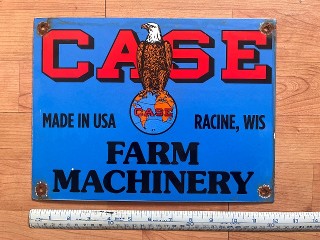 CASE
CASE
MADE IN USA
RACINE, WIS
FARM
MACHINERY